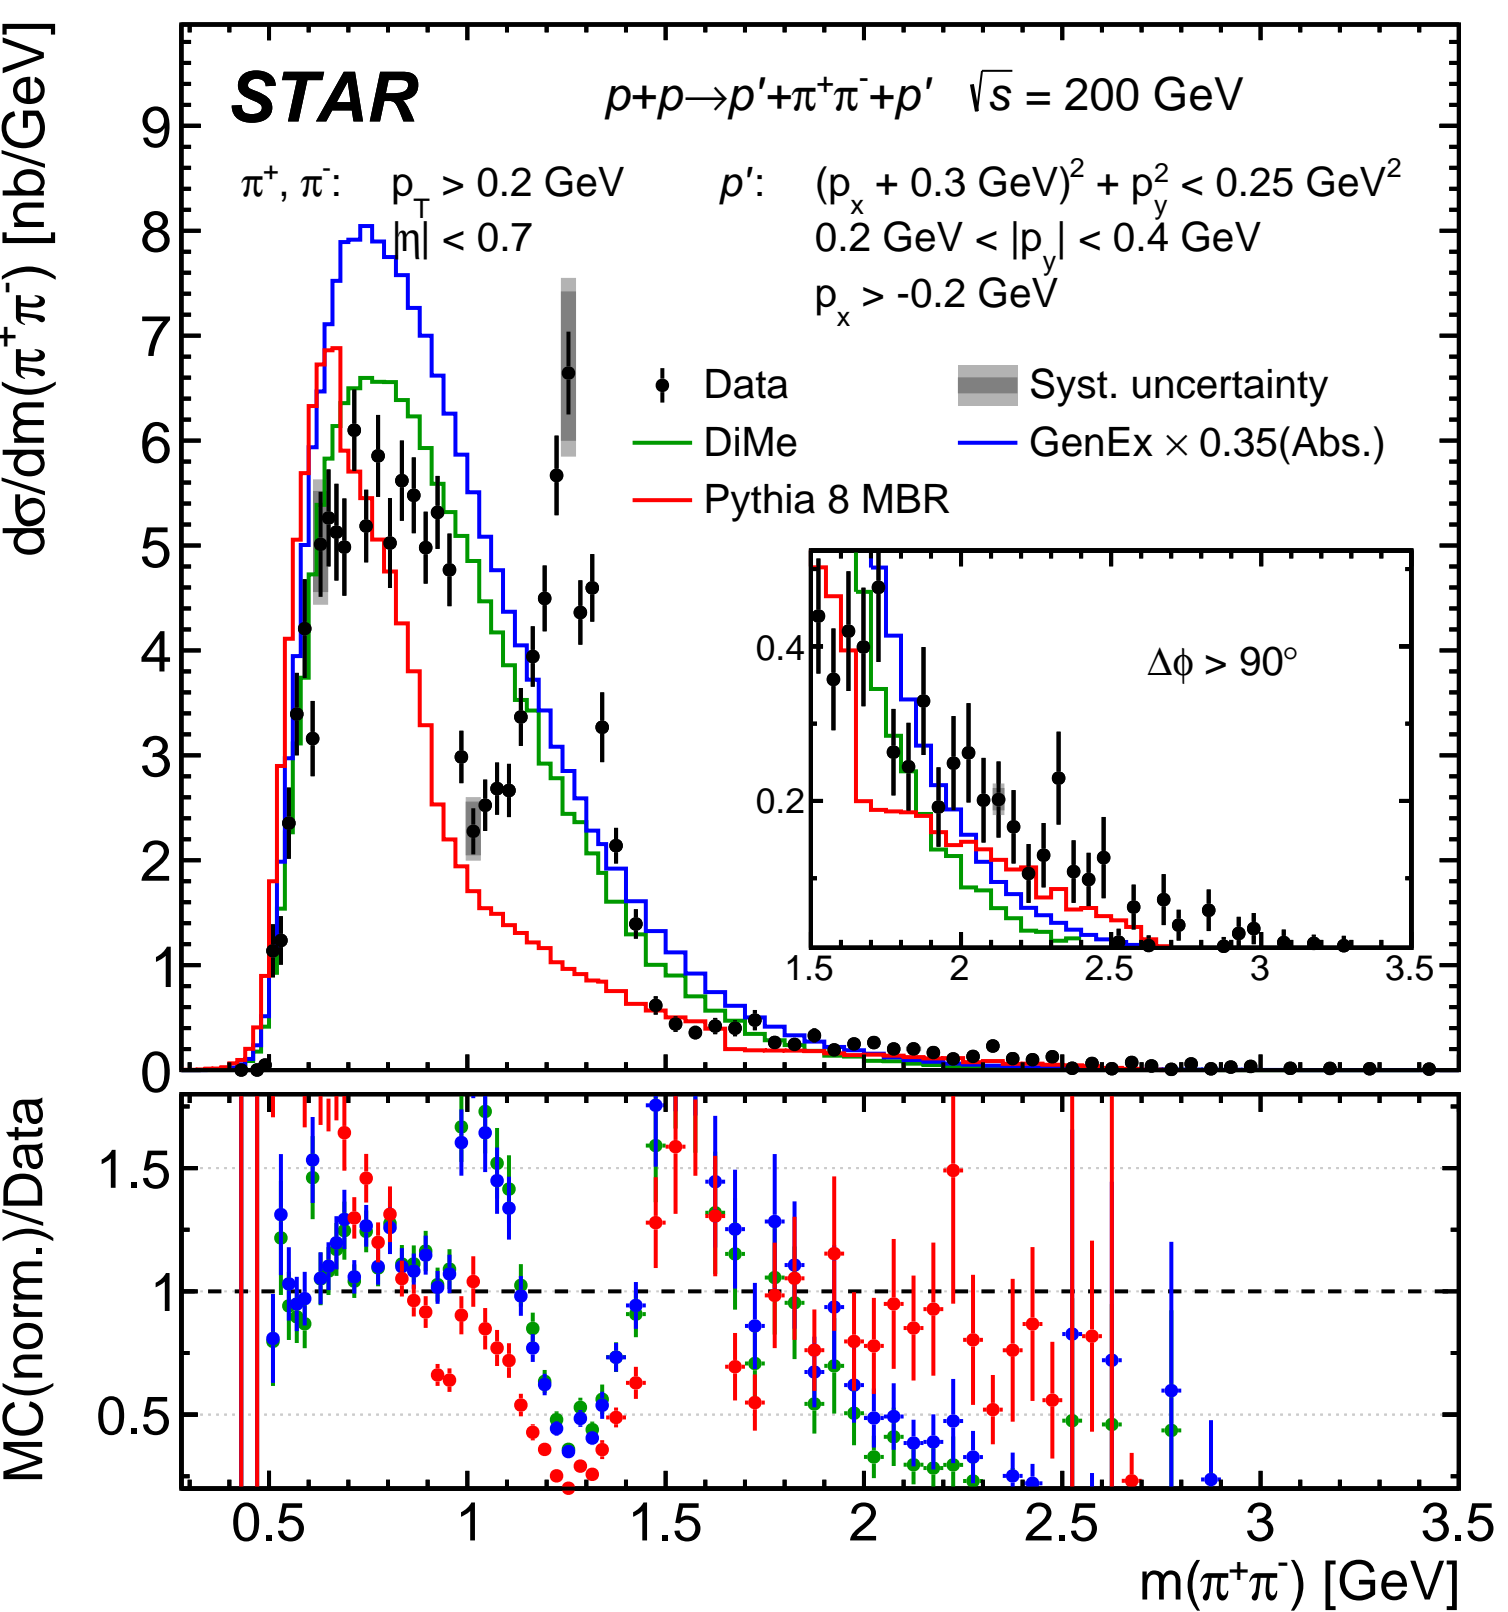 STAR p+p→p′+π⁺π⁻+p′ √s = 200 GeV
π⁺, π⁻: p_T > 0.2 GeV p′: (p_x + 0.3 GeV)² + p_y² < 0.25 GeV²
|η| < 0.7 0.2 GeV < |p_y| < 0.4 GeV
p_x > -0.2 GeV
Data Syst. uncertainty
DiMe GenEx × 0.35(Abs.)
Pythia 8 MBR
dσ/dm(π⁺π⁻) [nb/GeV]
9
8
7
6
5
4
3
2
1
0
Δϕ > 90°
0.4
0.2
1.5 2 2.5 3 3.5
MC(norm.)/Data
1.5
1
0.5
0.5 1 1.5 2 2.5 3 3.5
m(π⁺π⁻) [GeV]